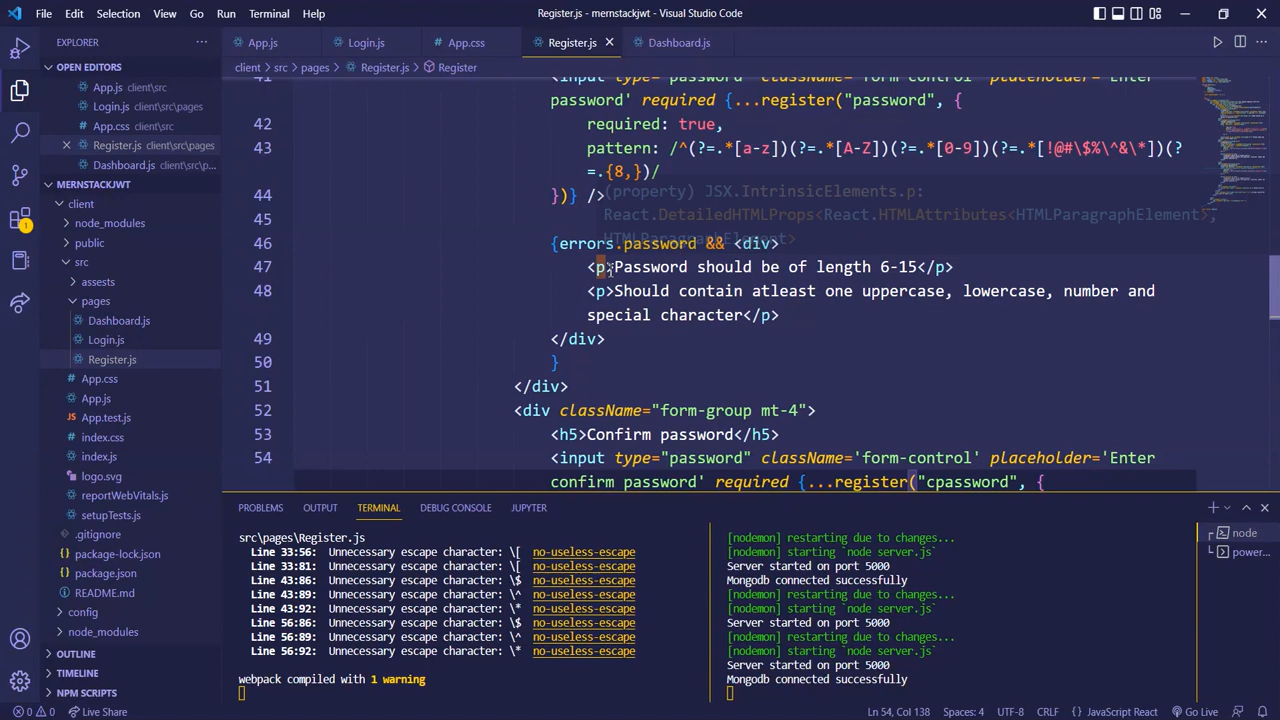 File Edit Selection View Go Run Terminal Help Register.js - mernstackjwt - Visual Studio Code
EXPLORER ···
App.js Login.js App.css Register.js Dashboard.js
client > src > pages > Register.js > Register
OPEN EDITORS
App.js client\src
Login.js client\src\pages
App.css client\src
Register.js client\src\pages
Dashboard.js client\src\p...
MERNSTACKJWT
client
node_modules
public
src
assests
pages
Dashboard.js
Login.js
Register.js
App.css
App.js
App.test.js
index.css
index.js
logo.svg
reportWebVitals.js
setupTests.js
.gitignore
package-lock.json
package.json
README.md
config
node_modules
OUTLINE
TIMELINE
NPM SCRIPTS
41 <input type="password" className='form-control' placeholder='Enter
password' required {...register("password", {
42 required: true,
43 pattern: /^(?=.*[a-z])(?=.*[A-Z])(?=.*[0-9])(?=.*[!@#\$%\^&\*])(?
=.{8,})/
44 })} />
(property) JSX.IntrinsicElements.p:
React.DetailedHTMLProps<React.HTMLAttributes<HTMLParagraphElement>,
HTMLParagraphElement>
45
46 {errors.password && <div>
47 <p>Password should be of length 6-15</p>
48 <p>Should contain atleast one uppercase, lowercase, number and
special character</p>
49 </div>
50 }
51 </div>
52 <div className="form-group mt-4">
53 <h5>Confirm password</h5>
54 <input type="password" className='form-control' placeholder='Enter
confirm password' required {...register("cpassword", {
PROBLEMS OUTPUT TERMINAL DEBUG CONSOLE JUPYTER
src\pages\Register.js
Line 33:56: Unnecessary escape character: \[ no-useless-escape
Line 33:81: Unnecessary escape character: \[ no-useless-escape
Line 43:86: Unnecessary escape character: \$ no-useless-escape
Line 43:89: Unnecessary escape character: \^ no-useless-escape
Line 43:92: Unnecessary escape character: \* no-useless-escape
Line 56:86: Unnecessary escape character: \$ no-useless-escape
Line 56:89: Unnecessary escape character: \^ no-useless-escape
Line 56:92: Unnecessary escape character: \* no-useless-escape
webpack compiled with 1 warning
[nodemon] restarting due to changes...
[nodemon] starting `node server.js`
Server started on port 5000
Mongodb connected successfully
[nodemon] restarting due to changes...
[nodemon] starting `node server.js`
Server started on port 5000
[nodemon] restarting due to changes...
[nodemon] starting `node server.js`
Server started on port 5000
Mongodb connected successfully
node
power...
1
0 0 Live Share Ln 54, Col 138 Spaces: 4 UTF-8 CRLF JavaScript React Go Live